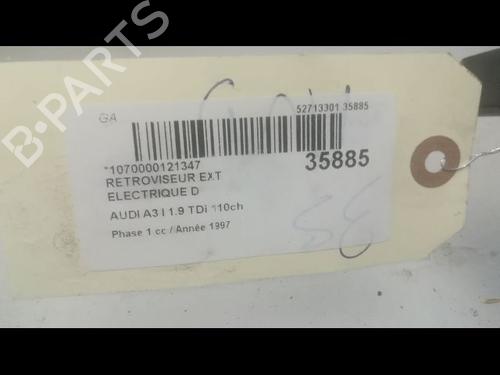 B-PARTS
GA
52713301 35885
*1070000121347
35885
RETROVISEUR EXT
ELECTRIQUE D
AUDI A3 I 1.9 TDi 110ch
Phase 1 cc / Année 1997